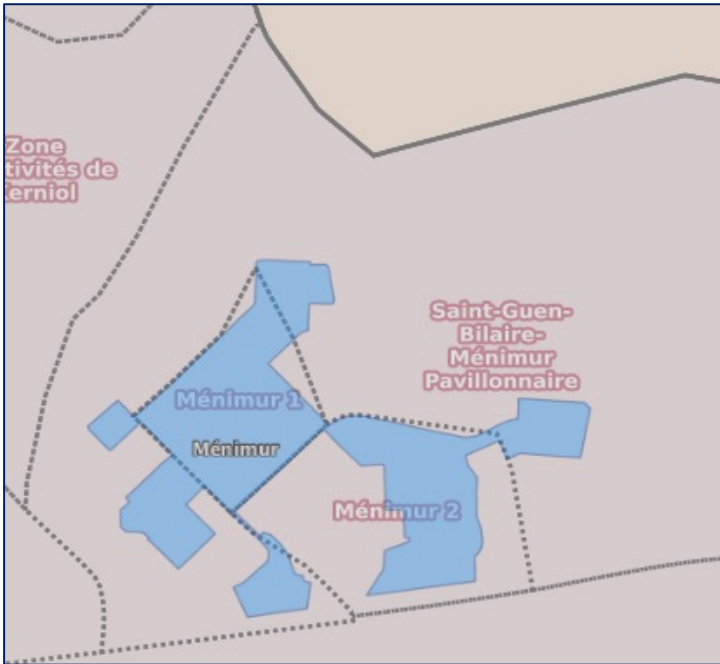 Zone
tivités de
erniol
Saint-Guen-
Bilaire-
Ménimur
Pavillonnaire
Ménimur 1
Ménimur
Ménimur 2